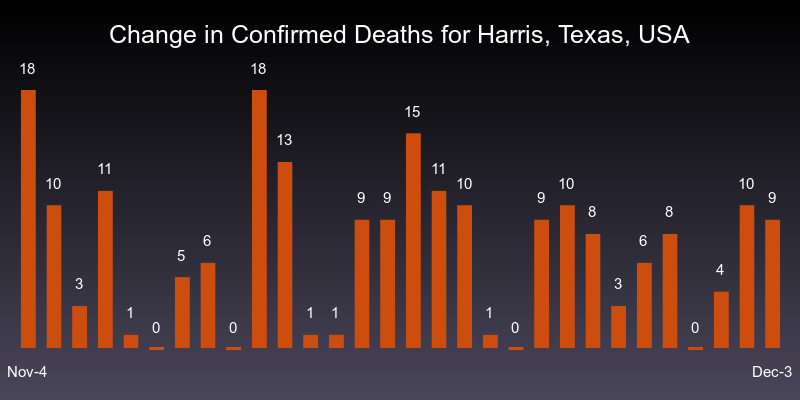 Change in Confirmed Deaths for Harris, Texas, USA
18 10 3 11 1 0 5 6 0 18 13 1 1 9 9 15 11 10 1 0 9 10 8 3 6 8 0 4 10 9
Nov-4 Dec-3